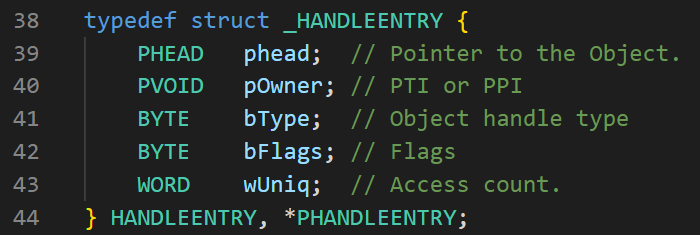 38 typedef struct _HANDLEENTRY {
39     PHEAD   phead;  // Pointer to the Object.
40     PVOID   pOwner; // PTI or PPI
41     BYTE    bType;  // Object handle type
42     BYTE    bFlags; // Flags
43     WORD    wUniq;  // Access count.
44 } HANDLEENTRY, *PHANDLEENTRY;